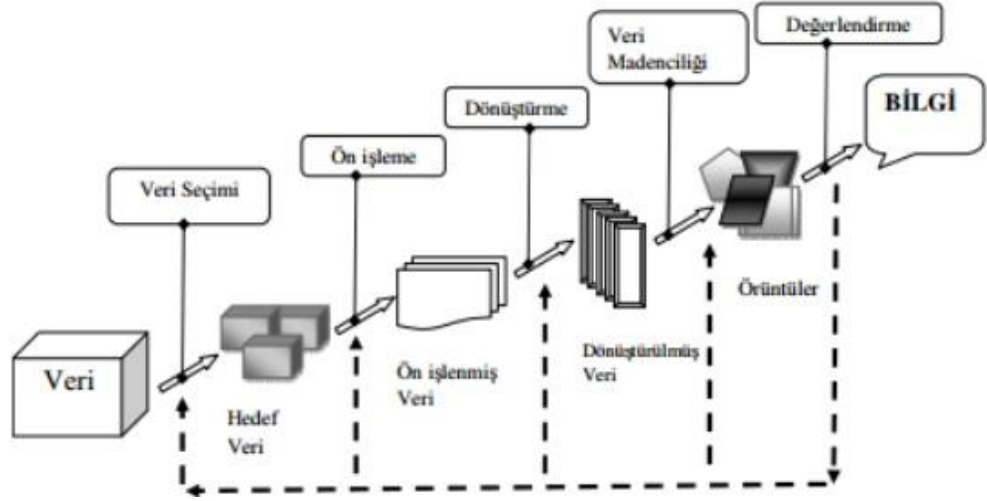 Değerlendirme
Veri
Madenciliği
BİLGİ
Dönüştürme
Ön işleme
Veri Seçimi
Örüntüler
Dönüştürülmüş
Veri
Ön işlenmiş
Veri
Veri
Hedef
Veri